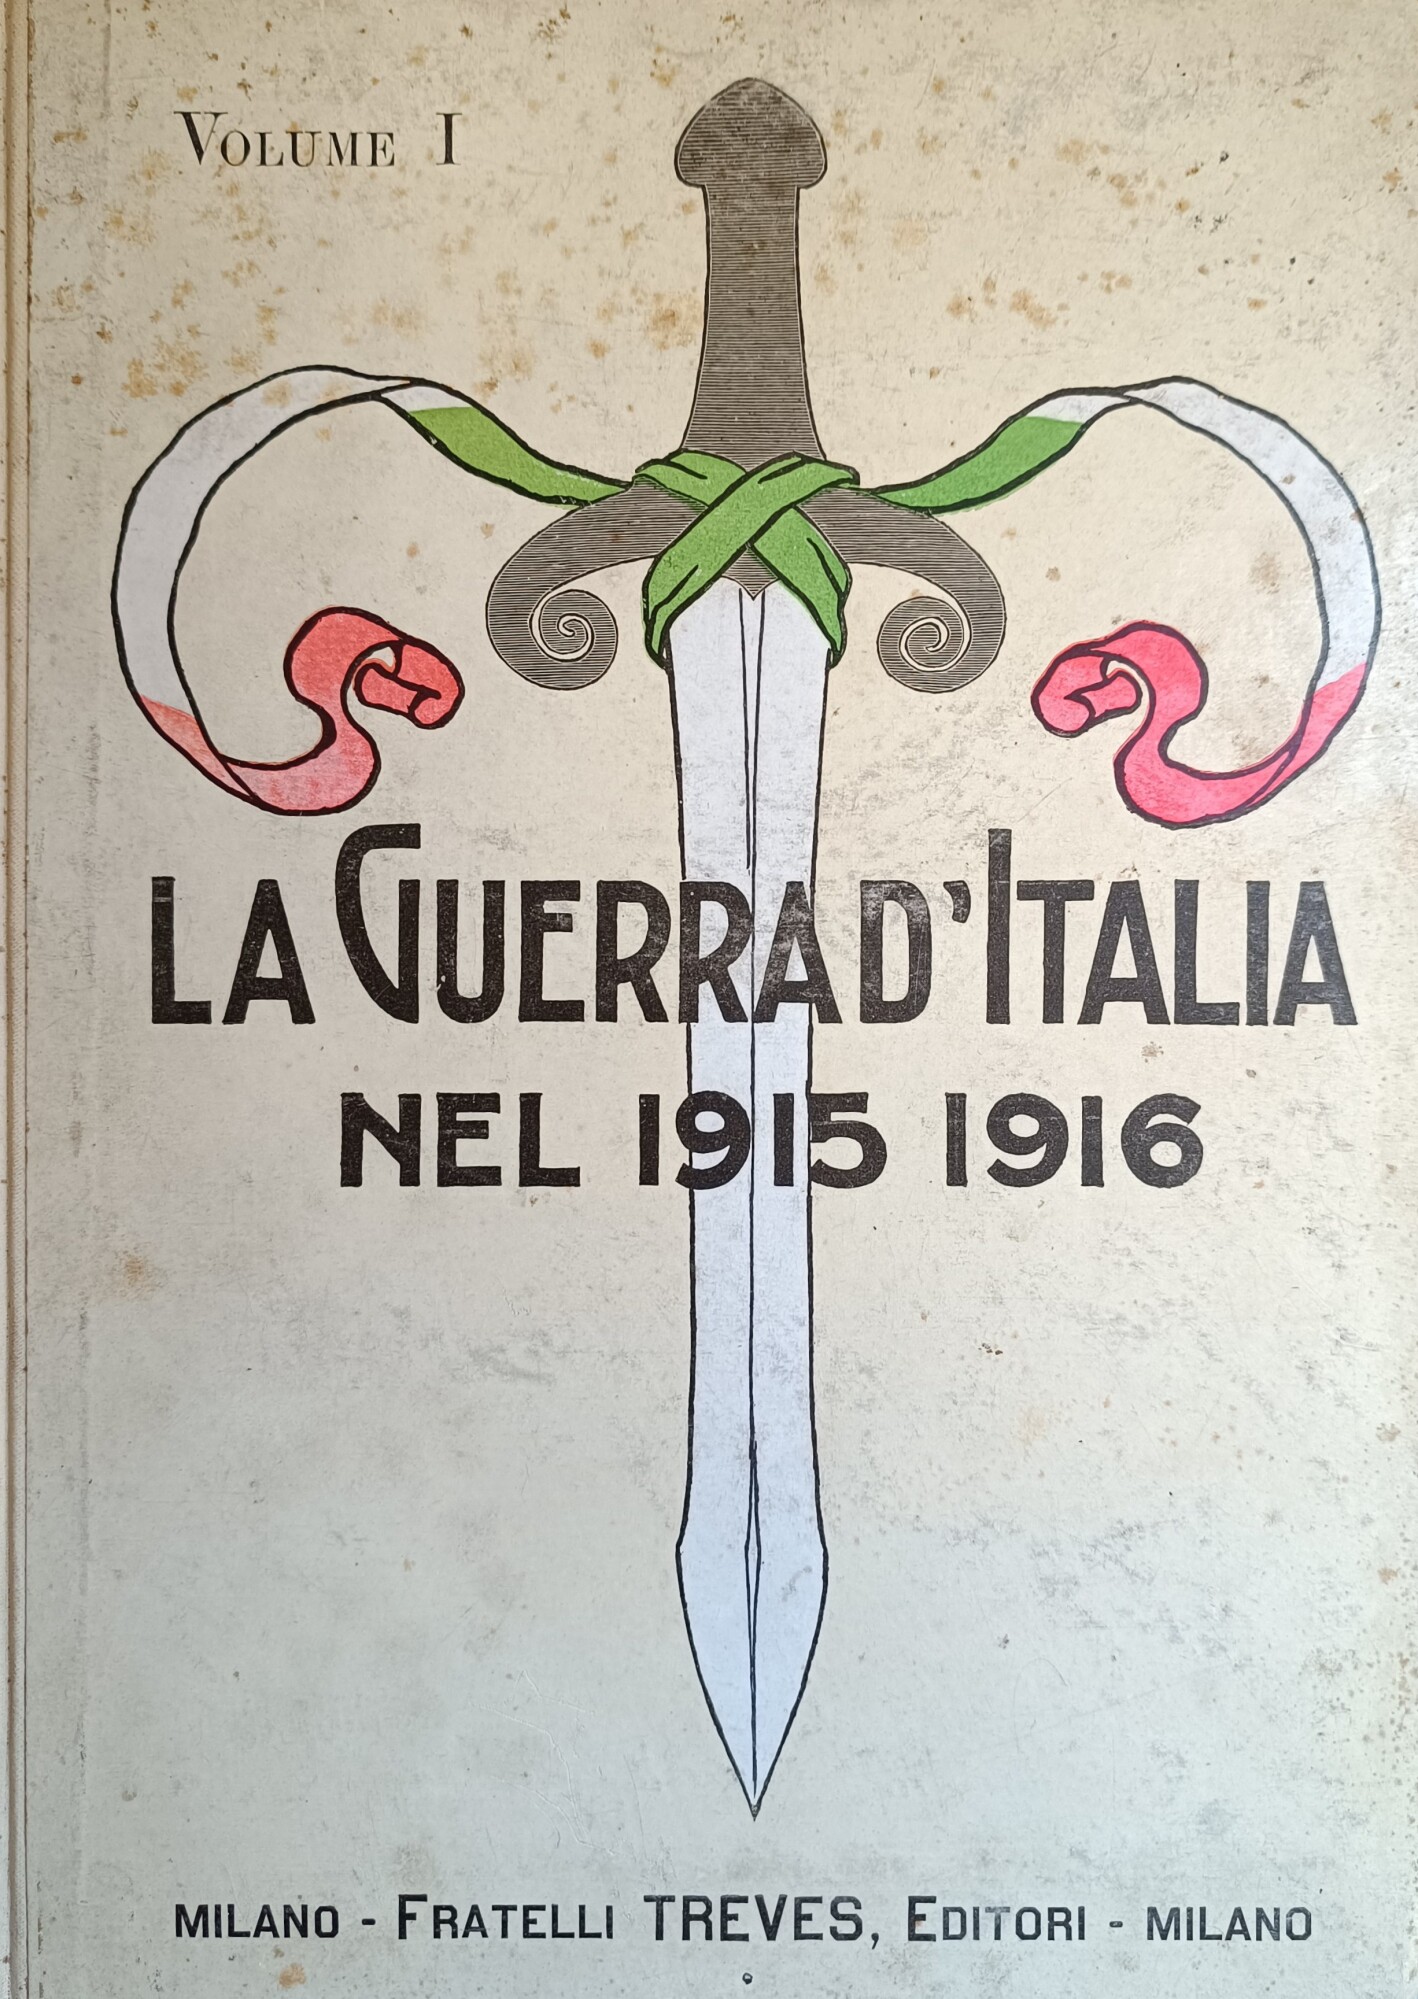 VOLUME I
LA GUERRA D'ITALIA
NEL 1915 1916
MILANO - FRATELLI TREVES, EDITORI - MILANO